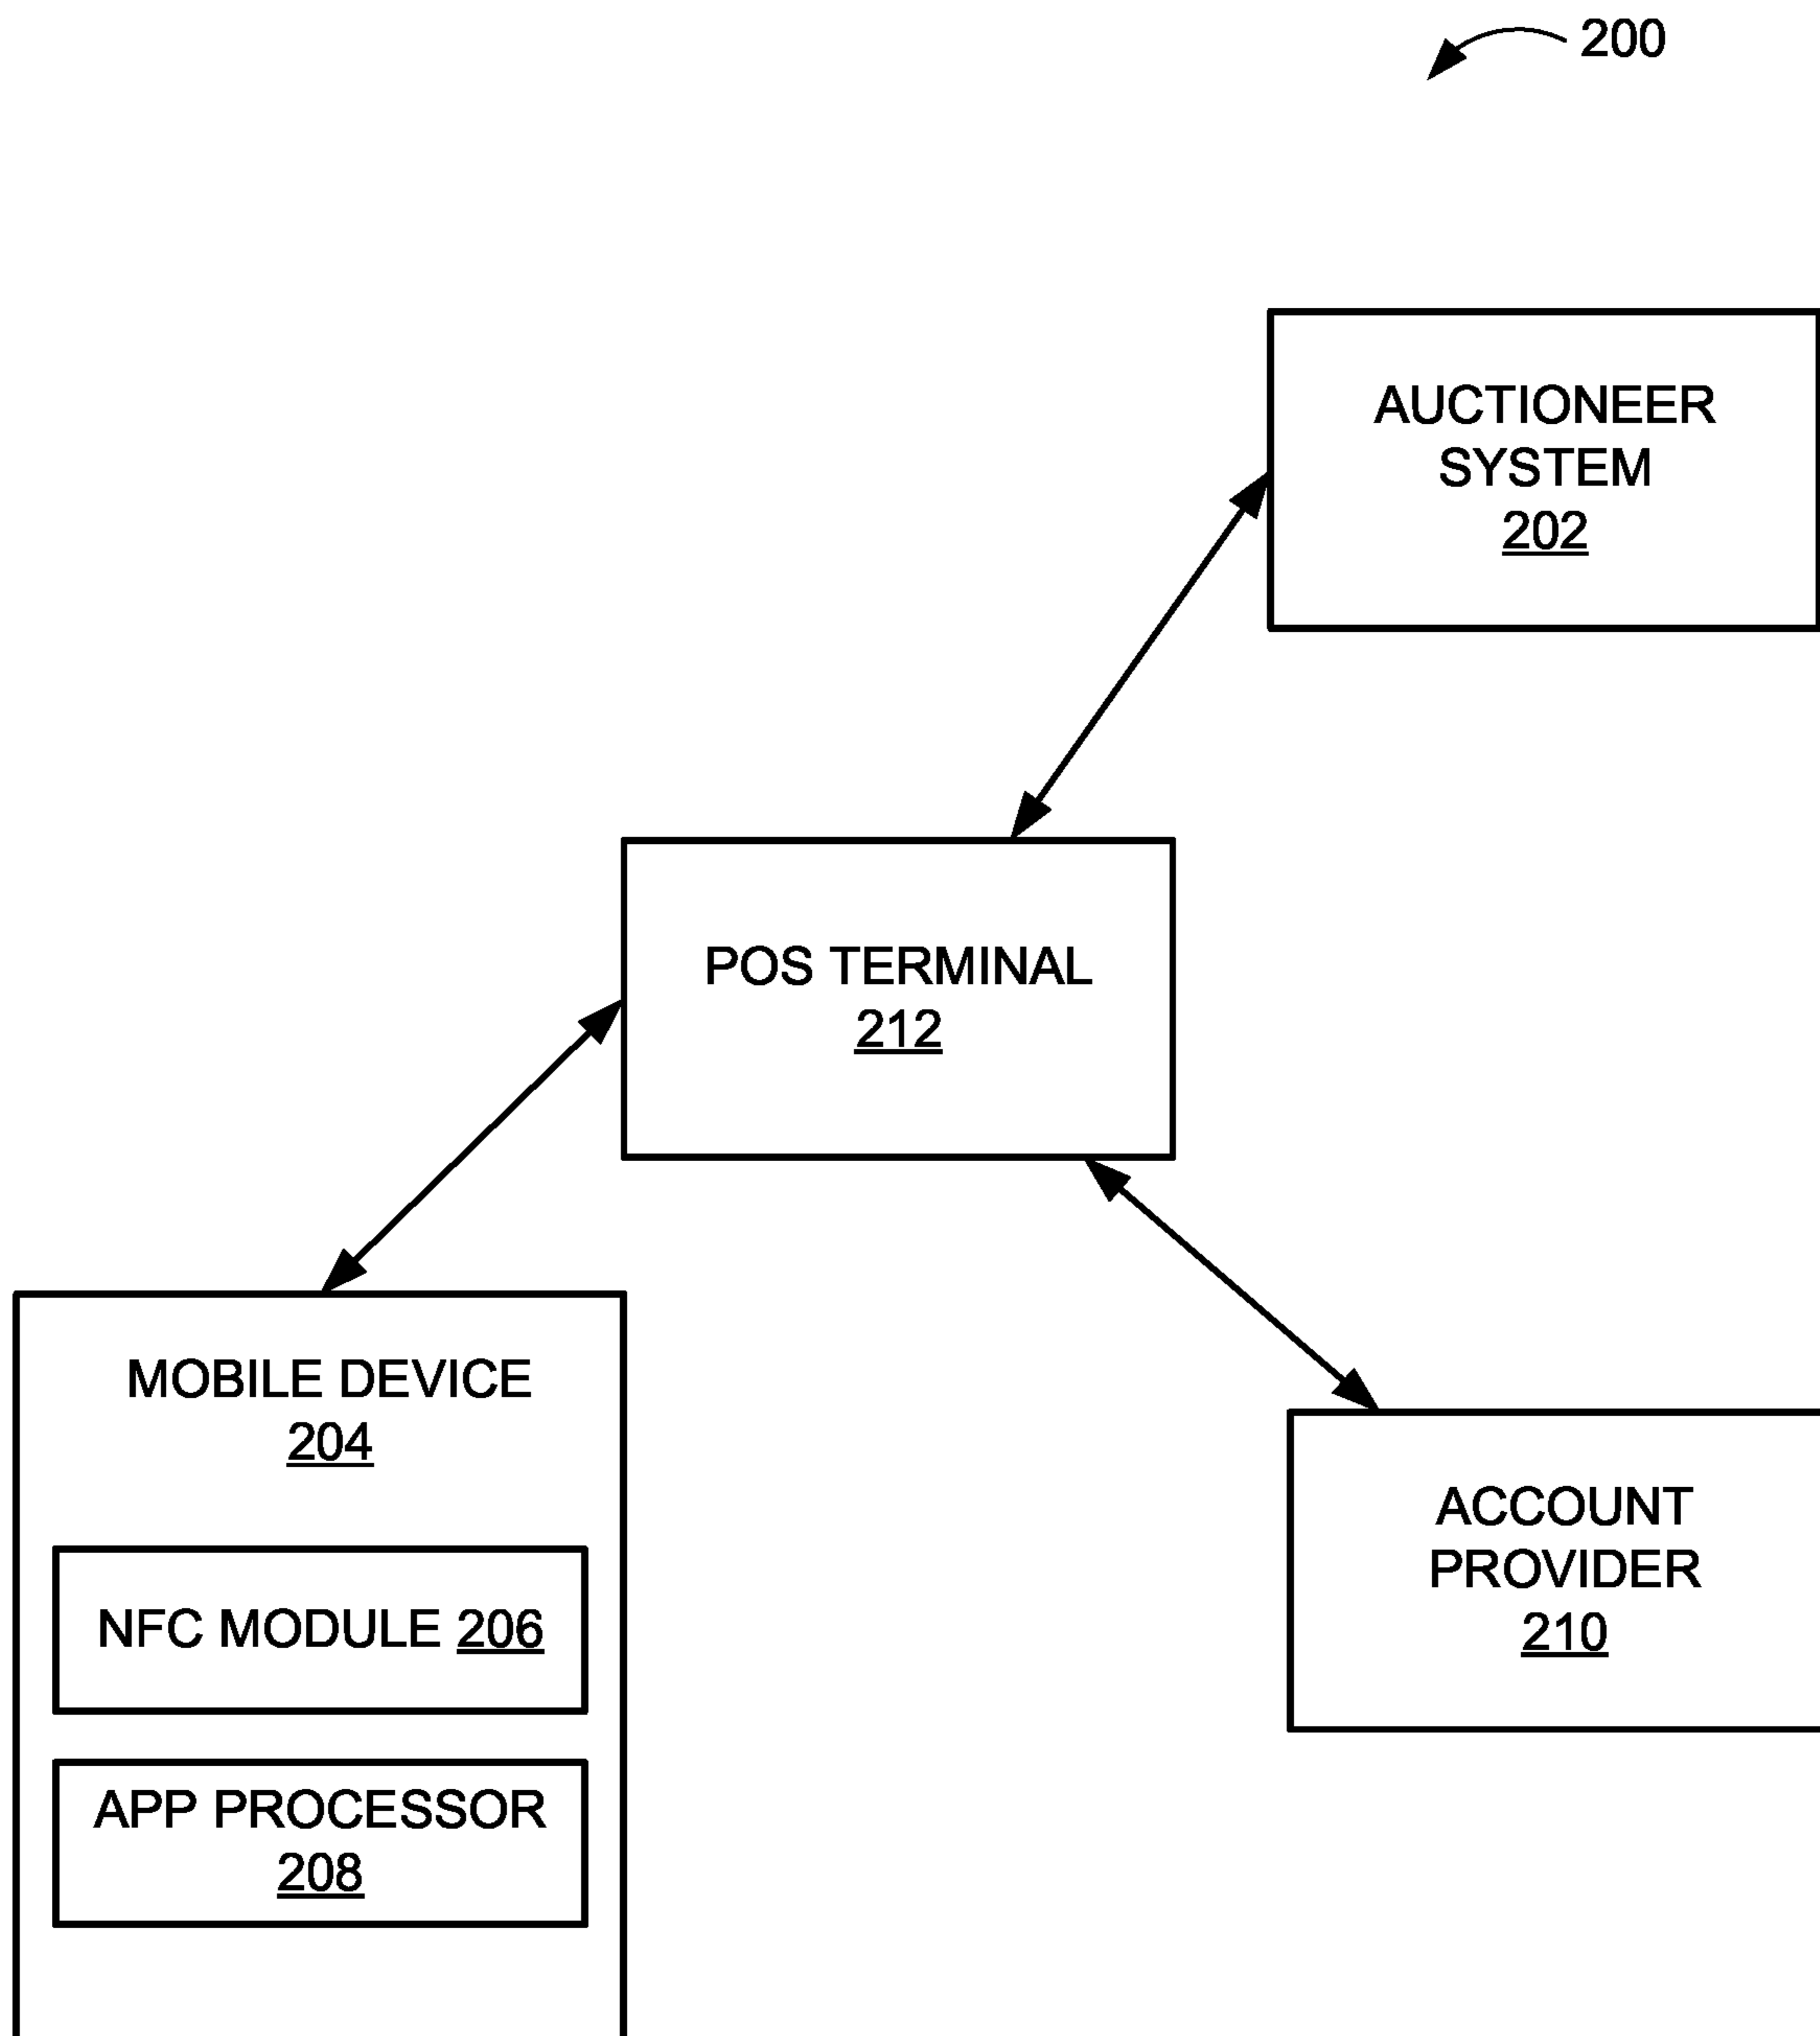 200
AUCTIONEER
SYSTEM
202
POS TERMINAL
212
MOBILE DEVICE
204
NFC MODULE 206
APP PROCESSOR
208
ACCOUNT
PROVIDER
210